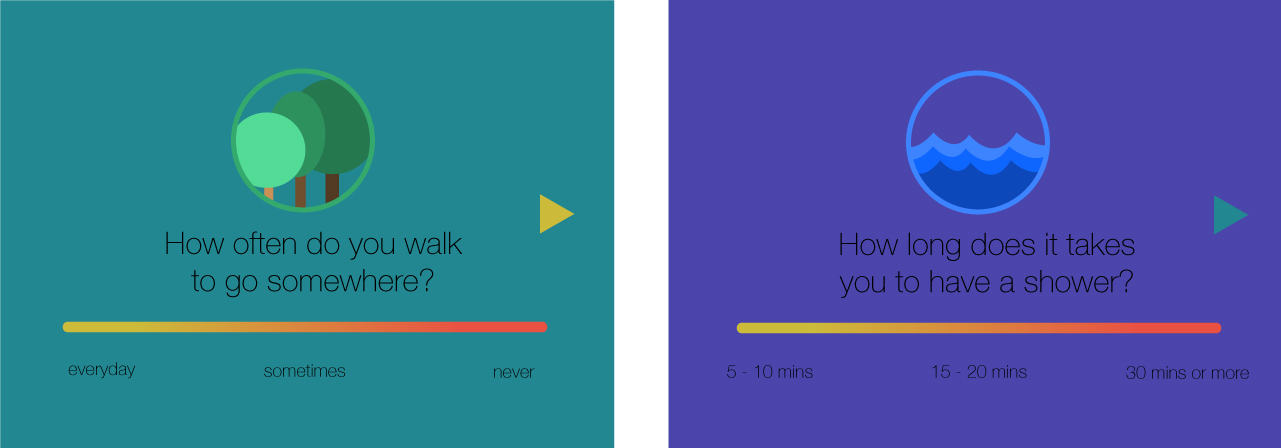 How often do you walk
to go somewhere?
everyday
sometimes
never
How long does it takes
you to have a shower?
5 - 10 mins
15 - 20 mins
30 mins or more